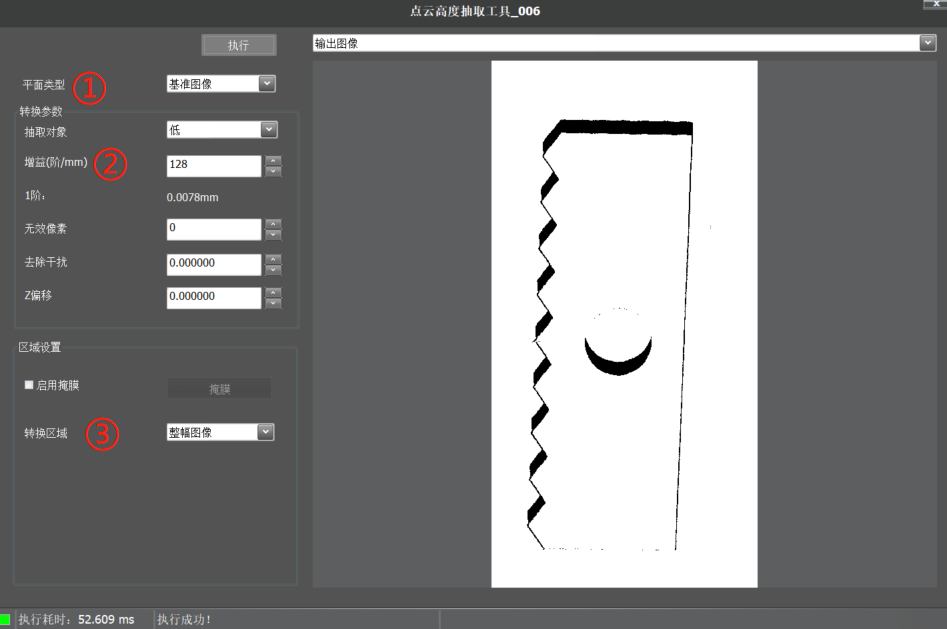 点云高度抽取工具_006
执行
输出图像
平面类型 ① 基准图像
转换参数
抽取对象 低
增益(阶/mm) ② 128
1阶: 0.0078mm
无效像素 0
去除干扰 0.000000
Z偏移 0.000000
区域设置
启用掩膜 掩膜
转换区域 ③ 整幅图像
执行耗时: 52.609 ms 执行成功!